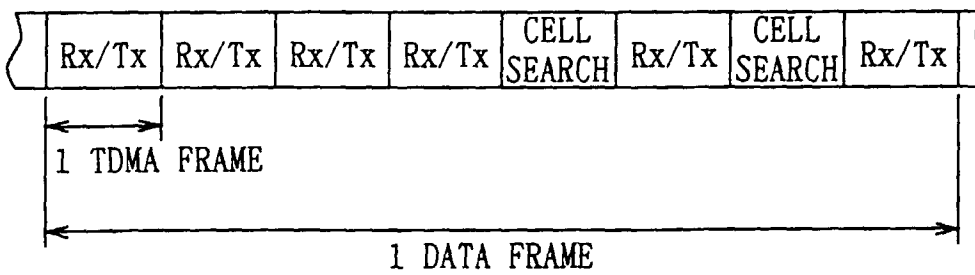 Rx/Tx Rx/Tx Rx/Tx Rx/Tx CELL SEARCH Rx/Tx CELL SEARCH Rx/Tx
1 TDMA FRAME
1 DATA FRAME